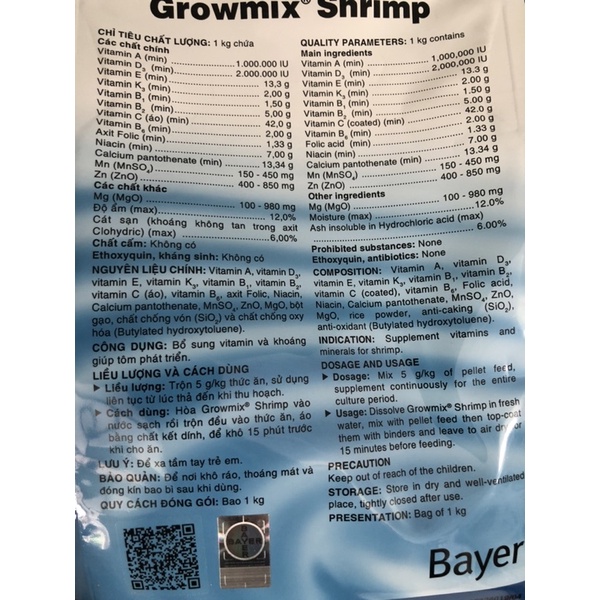 Growmix® Shrimp
CHỈ TIÊU CHẤT LƯỢNG: 1 kg chứa
Các chất chính
Vitamin A (min) 1.000.000 IU
Vitamin D₃ (min) 2.000.000 IU
Vitamin E (min) 13,3 g
Vitamin K₃ (min) 2,00 g
Vitamin B₁ (min) 1,50 g
Vitamin B₂ (min) 5,00 g
Vitamin C (áo) (min) 42,0 g
Vitamin B₆ (min) 2,00 g
Axit Folic (min) 1,33 g
Niacin (min) 7,00 g
Calcium pantothenate (min) 13,34 g
Mn (MnSO₄) 150 - 450 mg
Zn (ZnO) 400 - 850 mg
Các chất khác
Mg (MgO) 100 - 980 mg
Độ ẩm (max) 12,0%
Cát sạn (khoáng không tan trong axit
Clohydric) (max) 6,00%
Chất cấm: Không có
Ethoxyquin, kháng sinh: Không có
NGUYÊN LIỆU CHÍNH: Vitamin A, vitamin D₃,
vitamin E, vitamin K₃, vitamin B₁, vitamin B₂,
vitamin C (áo), vitamin B₆, axit Folic, Niacin,
Calcium pantothenate, MnSO₄, ZnO, MgO, bột
gạo, chất chống vón (SiO₂) và chất chống oxy
hóa (Butylated hydroxytoluene).
CÔNG DỤNG: Bổ sung vitamin và khoáng
giúp tôm phát triển.
LIỀU LƯỢNG VÀ CÁCH DÙNG
▸ Liều lượng: Trộn 5 g/kg thức ăn, sử dụng
liên tục từ lúc thả đến khi thu hoạch.
▸ Cách dùng: Hòa Growmix® Shrimp vào
nước sạch rồi trộn đều vào thức ăn, áo
bằng chất kết dính, để khô 15 phút trước
khi cho ăn.
LƯU Ý: Để xa tầm tay trẻ em.
BẢO QUẢN: Để nơi khô ráo, thoáng mát và
đóng kín bao bì sau khi dùng.
QUY CÁCH ĐÓNG GÓI: Bao 1 kg
QUALITY PARAMETERS: 1 kg contains
Main ingredients
Vitamin A (min) 1,000,000 IU
Vitamin D₃ (min) 2,000,000 IU
Vitamin E (min) 13.3 g
Vitamin K₃ (min) 2.00 g
Vitamin B₁ (min) 1.50 g
Vitamin B₂ (min) 5.00 g
Vitamin C (coated) (min) 42.0 g
Vitamin B₆ (min) 2.00 g
Folic acid (min) 1.33 g
Niacin (min) 7.00 g
Calcium pantothenate (min) 13.34 g
Mn (MnSO₄) 150 - 450 mg
Zn (ZnO) 400 - 850 mg
Other ingredients
Mg (MgO) 100 - 980 mg
Moisture (max) 12.0%
Ash insoluble in Hydrochloric acid (max)
6.00%
Prohibited substances: None
Ethoxyquin, antibiotics: None
COMPOSITION: Vitamin A, vitamin D₃,
vitamin E, vitamin K₃, vitamin B₁, vitamin B₂,
vitamin C (coated), vitamin B₆, Folic acid,
Niacin, Calcium pantothenate, MnSO₄, ZnO,
MgO, rice powder, anti-caking (SiO₂),
anti-oxidant (Butylated hydroxytoluene).
INDICATION: Supplement vitamins and
minerals for shrimp.
DOSAGE AND USAGE
▸ Dosage: Mix 5 g/kg of pellet feed,
supplement continuously for the entire
culture period.
▸ Usage: Dissolve Growmix® Shrimp in fresh
water, mix with pellet feed then top-coat
them with binders and leave to air dry or
15 minutes before feeding.
PRECAUTION
Keep out of reach of the children.
STORAGE: Store in dry and well-ventilated
place, tightly closed after use.
PRESENTATION: Bag of 1 kg
BAYER
Bayer